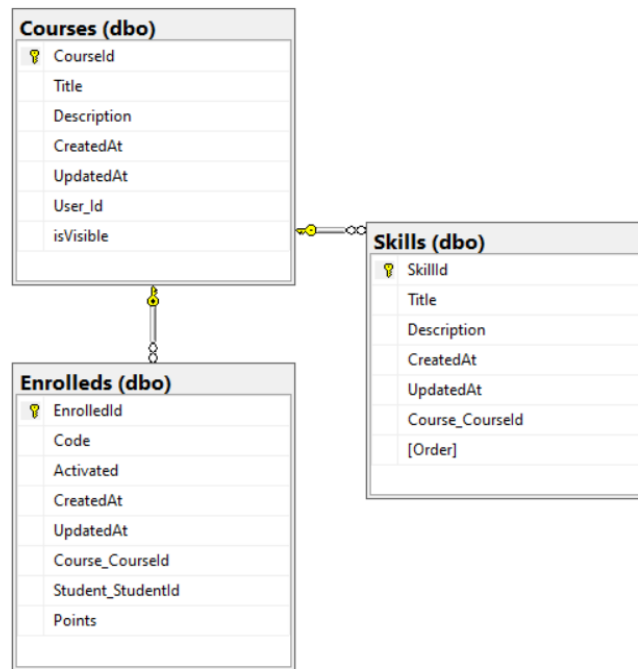 Courses (dbo)
CourseId
Title
Description
CreatedAt
UpdatedAt
User_Id
isVisible
Skills (dbo)
SkillId
Title
Description
CreatedAt
UpdatedAt
Course_CourseId
[Order]
Enrolleds (dbo)
EnrolledId
Code
Activated
CreatedAt
UpdatedAt
Course_CourseId
Student_StudentId
Points